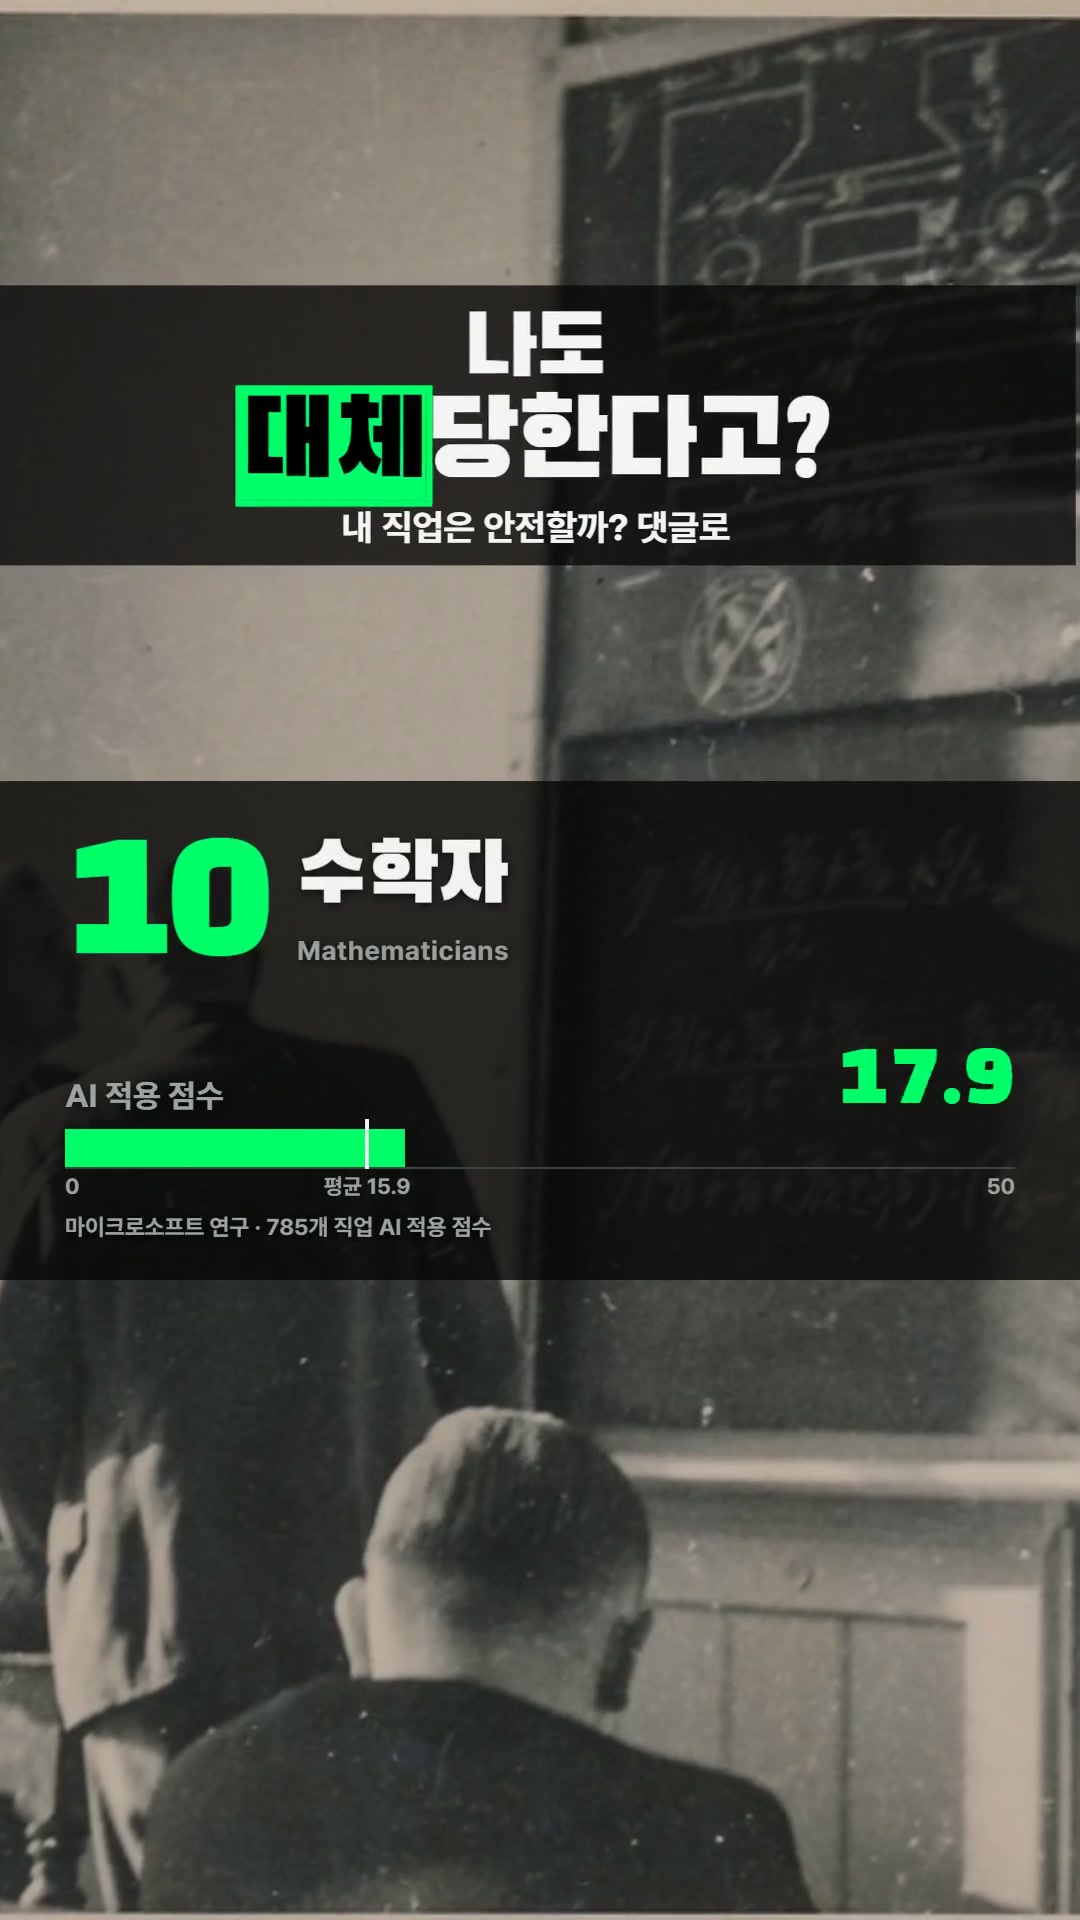 나도
대체당한다고?
내 직업은 안전할까? 댓글로
10 수학자
Mathematicians
17.9
AI 적용 점수
0 평균 15.9 50
마이크로소프트 연구 · 785개 직업 AI 적용 점수